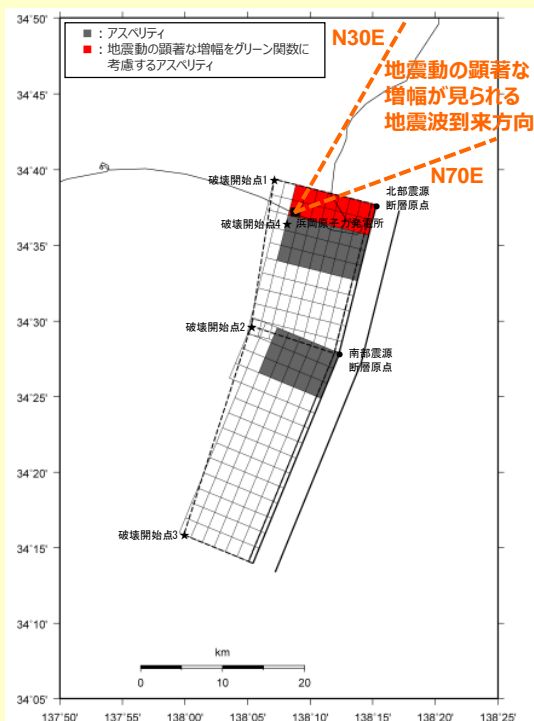 ■ : アスペリティ
■ : 地震動の顕著な増幅をグリーン関数に
考慮するアスペリティ
N30E
地震動の顕著な
増幅が見られる
地震波到来方向
N70E
破壊開始点1
北部震源
断層原点
破壊開始点4
浜岡原子力発電所
破壊開始点2
南部震源
断層原点
破壊開始点3
km
0 10 20
34°50'
34°45'
34°40'
34°35'
34°30'
34°25'
34°20'
34°15'
34°10'
34°05'
137°50' 137°55' 138°00' 138°05' 138°10' 138°15' 138°20' 138°25'